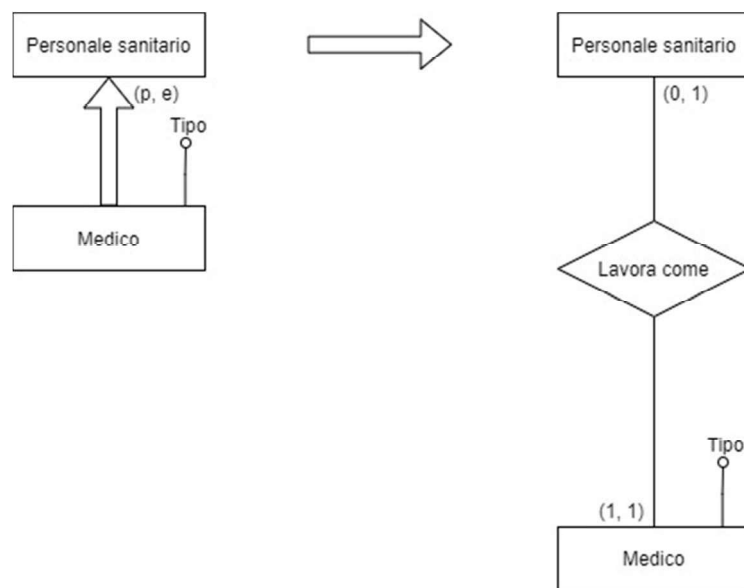 Personale sanitario
(p, e)
Tipo
Medico
Personale sanitario
(0, 1)
Lavora come
Tipo
(1, 1)
Medico